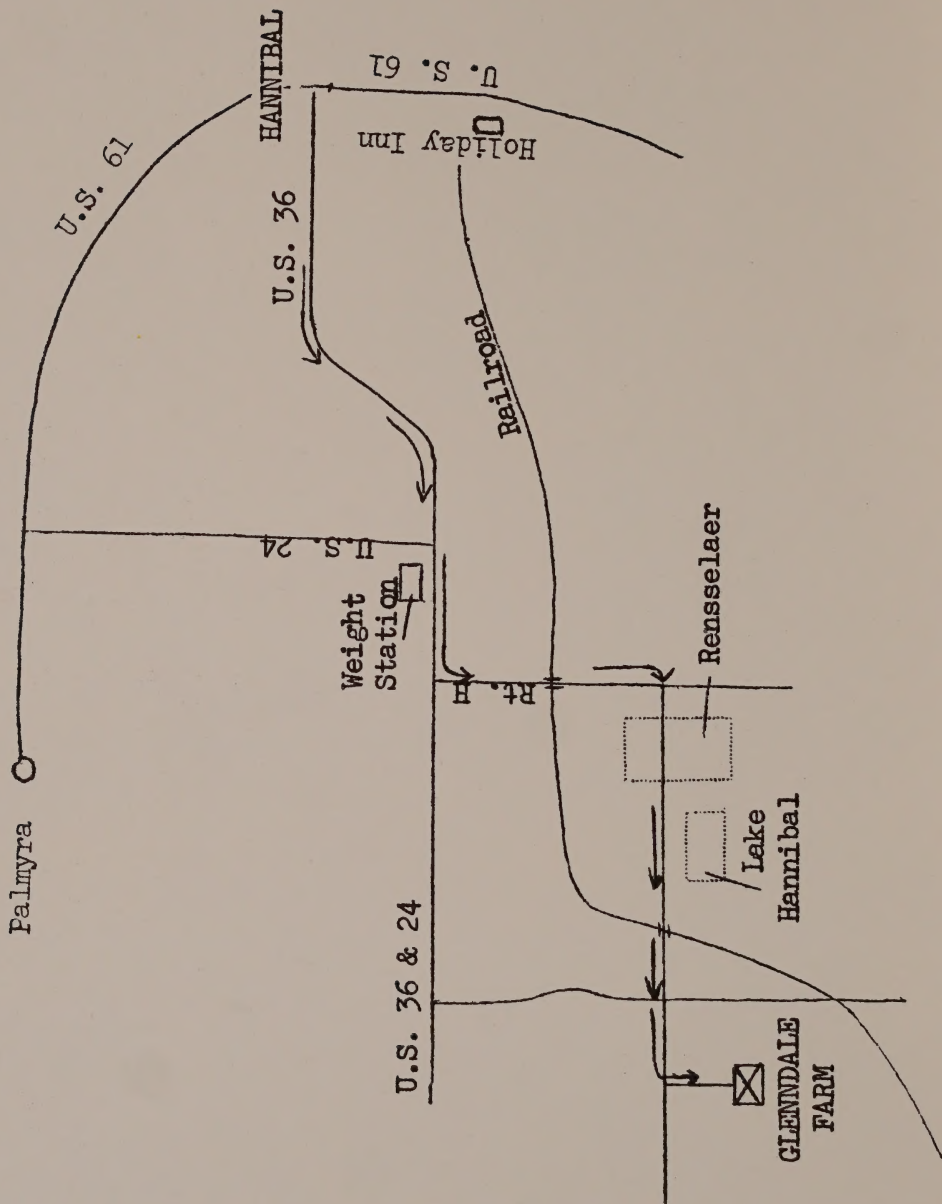 Palmyra
U.S. 61
HANNIBAL
U. S. 61
Holiday Inn
U.S. 36
U.S. 24
Weight
Station
Railroad
Rt. H
U.S. 36 & 24
Rensselaer
Lake
Hannibal
GLENNDALE
FARM